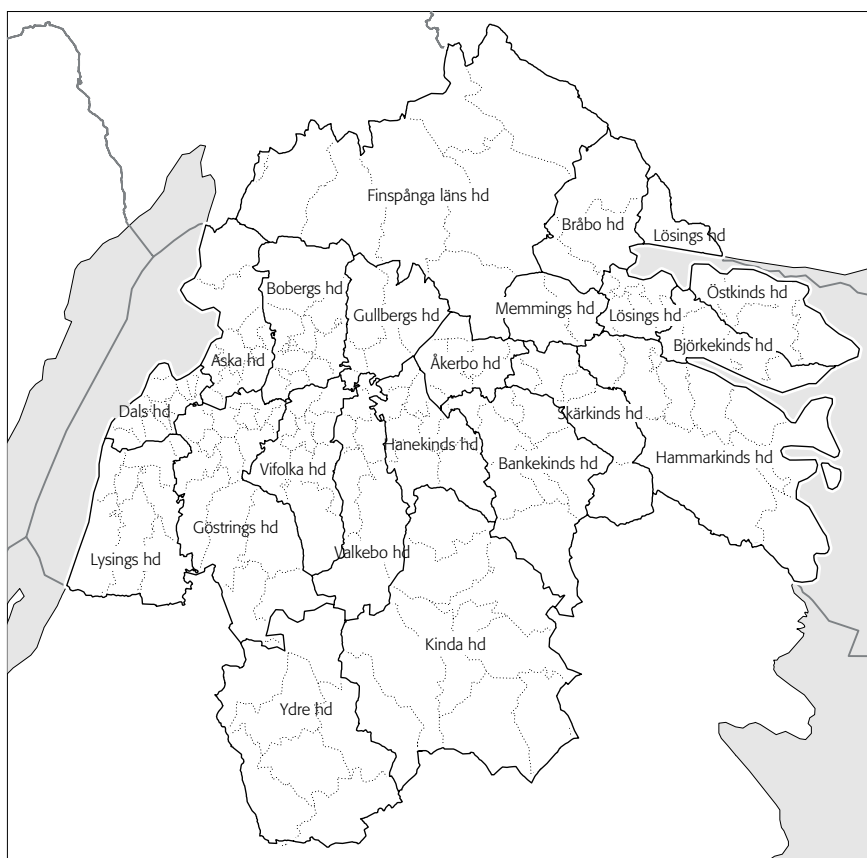 Finspånga läns hd
Bråbo hd
Lösings hd
Bobergs hd
Östkinds hd
Memmings hd
Gullbergs hd
Lösings hd
Björkekinds hd
Aska hd
Åkerbo hd
Dals hd
Skärkinds hd
Hanekinds hd
Hammarkinds hd
Vifolka hd
Bankekinds hd
Göstrings hd
Valkebo hd
Lysings hd
Kinda hd
Ydre hd